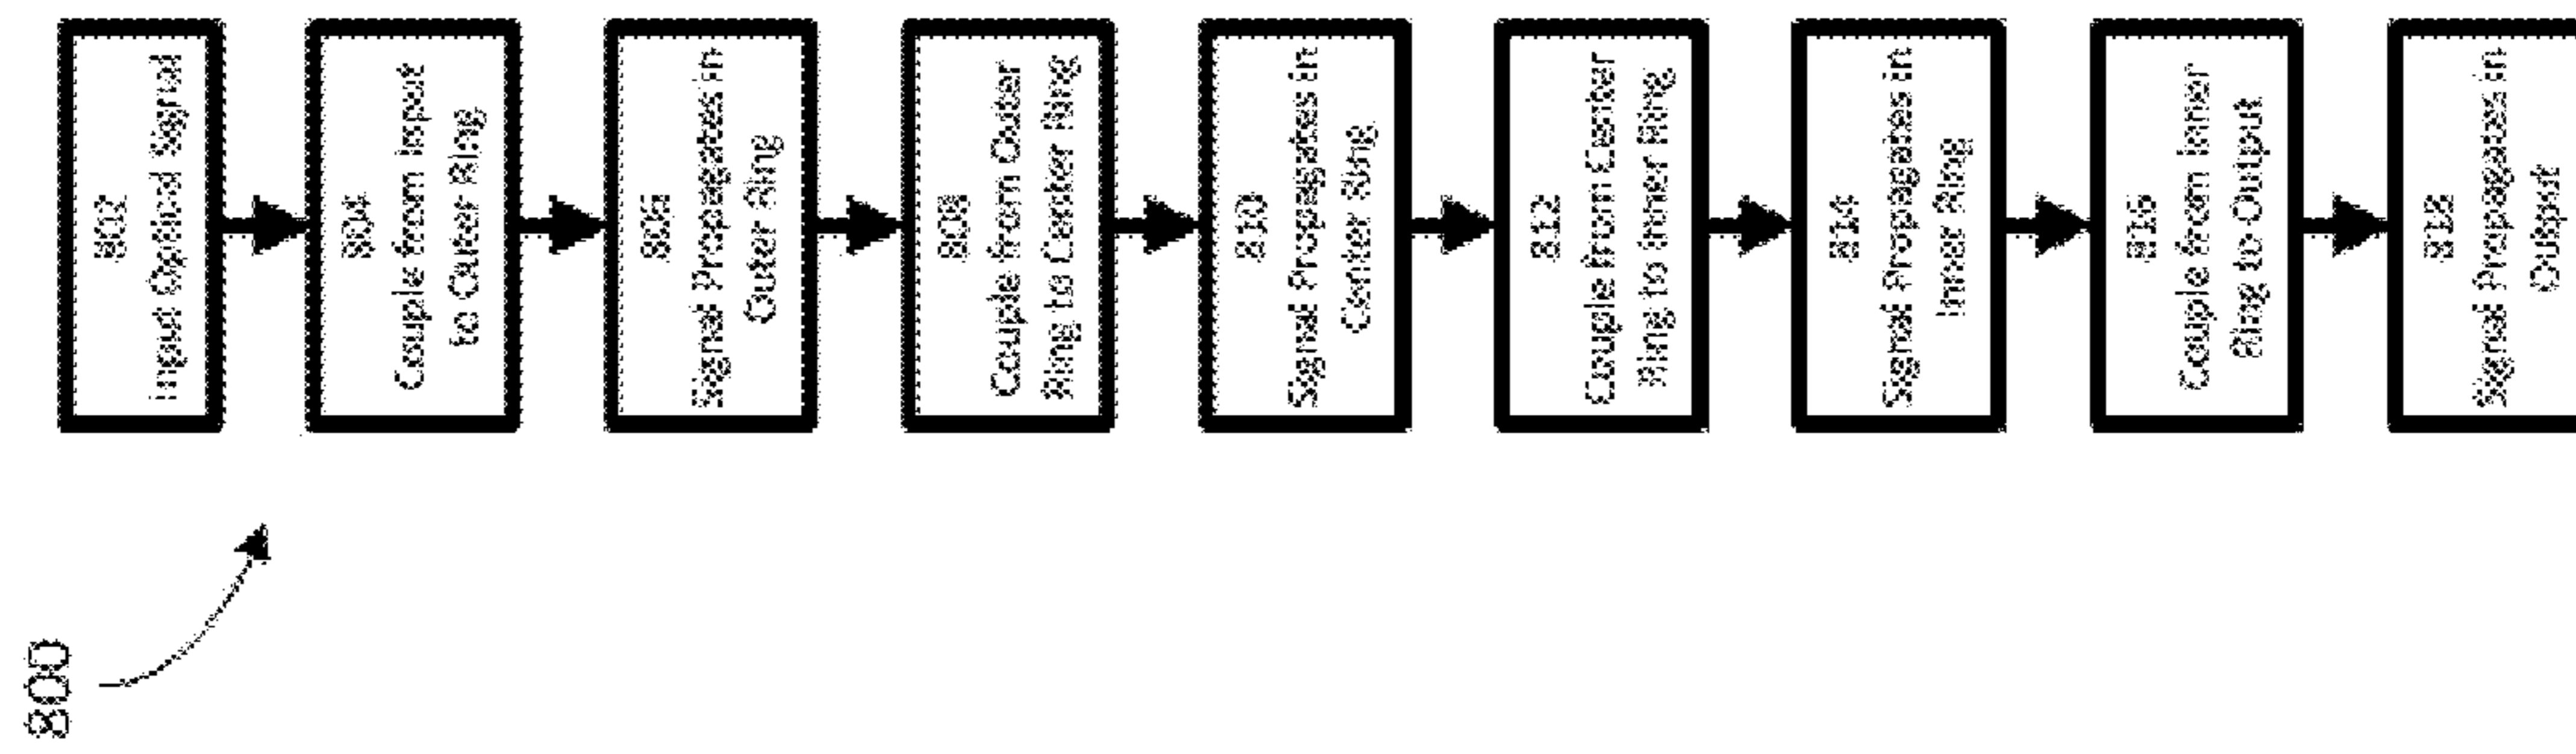 800
802
Input Optical Signal
804
Couple from Input
to Outer Ring
806
Signal Propagates in
Outer Ring
808
Couple from Outer
Ring to Center Ring
810
Signal Propagates in
Center Ring
812
Couple from Center
Ring to Inner Ring
814
Signal Propagates in
Inner Ring
816
Couple from Inner
Ring to Output
818
Signal Propagates in
Output